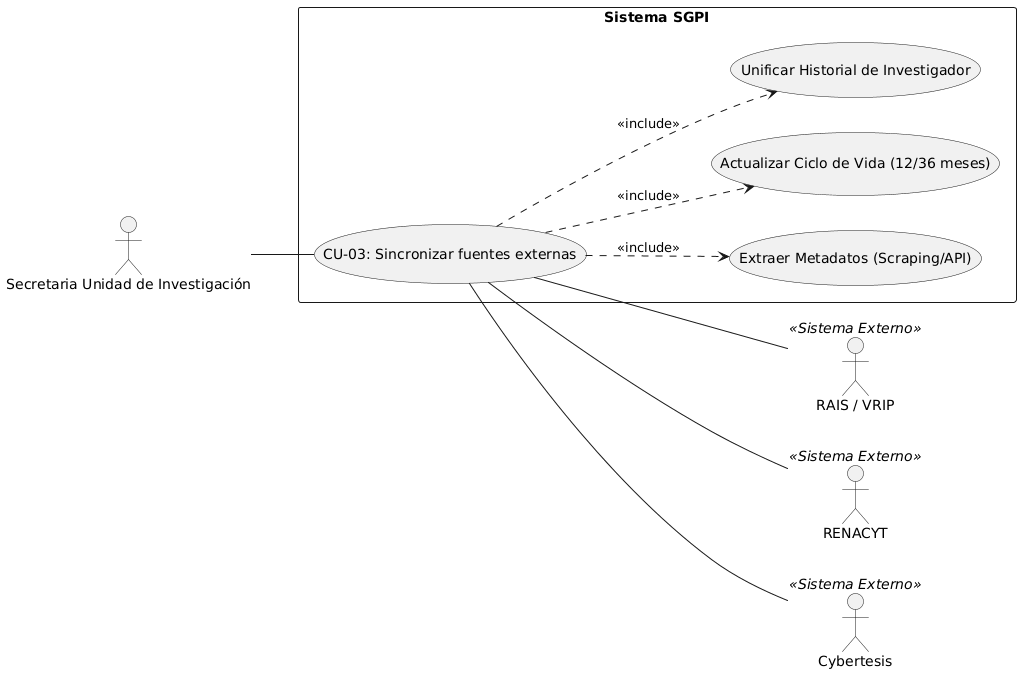 Sistema SGPI
Unificar Historial de Investigador
«include»
Actualizar Ciclo de Vida (12/36 meses)
«include»
«include»
CU-03: Sincronizar fuentes externas
Extraer Metadatos (Scraping/API)
Secretaria Unidad de Investigación
«Sistema Externo»
RAIS / VRIP
«Sistema Externo»
RENACYT
«Sistema Externo»
Cybertesis